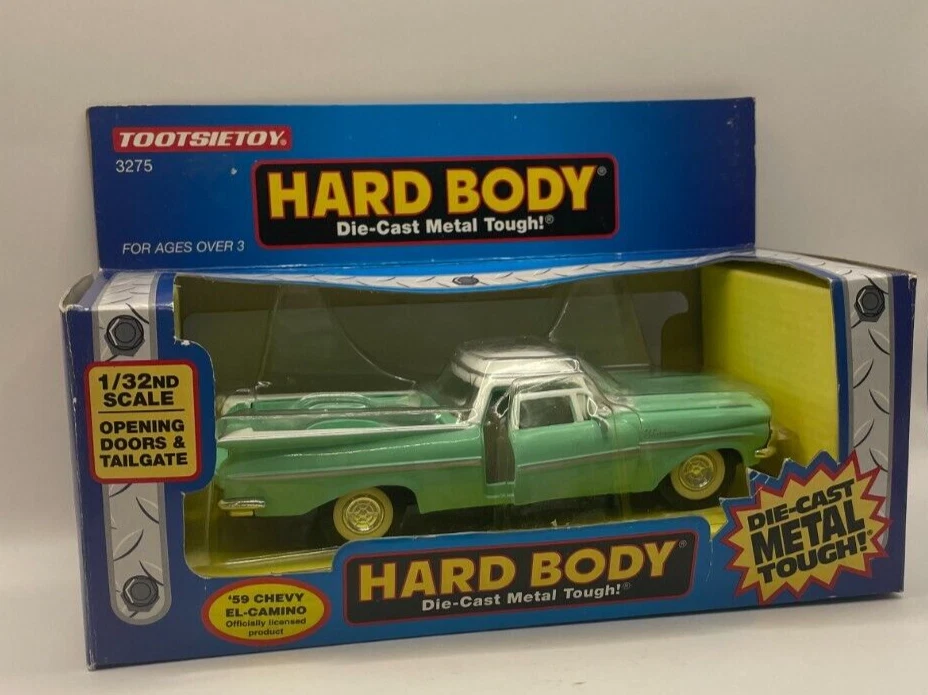 TOOTSIETOY®
3275
HARD BODY®
Die-Cast Metal Tough!®
FOR AGES OVER 3
1/32ND
SCALE
OPENING
DOORS &
TAILGATE
DIE-CAST
METAL
TOUGH!
HARD BODY®
Die-Cast Metal Tough!®
'59 CHEVY
EL-CAMINO
Officially licensed
product